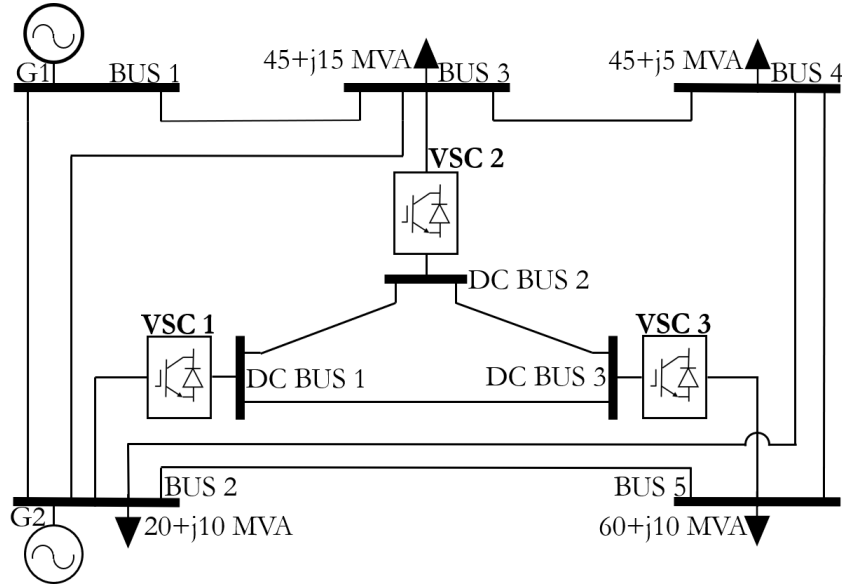 G1
BUS 1
45+j15 MVA
BUS 3
45+j5 MVA
BUS 4
VSC 2
DC BUS 2
VSC 1
VSC 3
DC BUS 1
DC BUS 3
BUS 2
BUS 5
G2
20+j10 MVA
60+j10 MVA